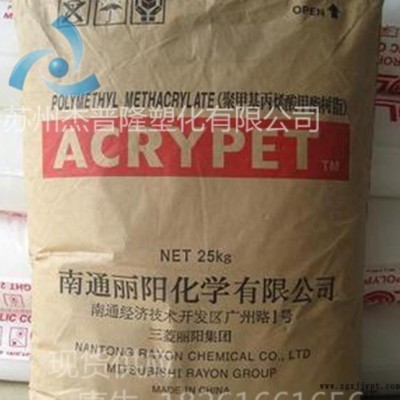 OPEN
POLYMETHYL METHACRYLATE (聚甲基丙烯酸甲酯树脂)
苏州杰普隆塑化有限公司
ACRYPET TM
NET 25kg
南通丽阳化学有限公司
南通经济技术开发区广州路1号
三菱丽阳集团
NANTONG RAYON CHEMICAL CO., LTD
MITSUBISHI RAYON GROUP
MADE IN CHINA